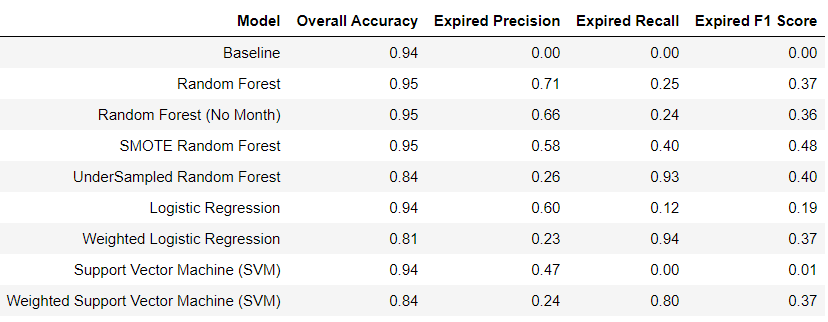 Model Overall Accuracy Expired Precision Expired Recall Expired F1 Score
Baseline 0.94 0.00 0.00 0.00
Random Forest 0.95 0.71 0.25 0.37
Random Forest (No Month) 0.95 0.66 0.24 0.36
SMOTE Random Forest 0.95 0.58 0.40 0.48
UnderSampled Random Forest 0.84 0.26 0.93 0.40
Logistic Regression 0.94 0.60 0.12 0.19
Weighted Logistic Regression 0.81 0.23 0.94 0.37
Support Vector Machine (SVM) 0.94 0.47 0.00 0.01
Weighted Support Vector Machine (SVM) 0.84 0.24 0.80 0.37